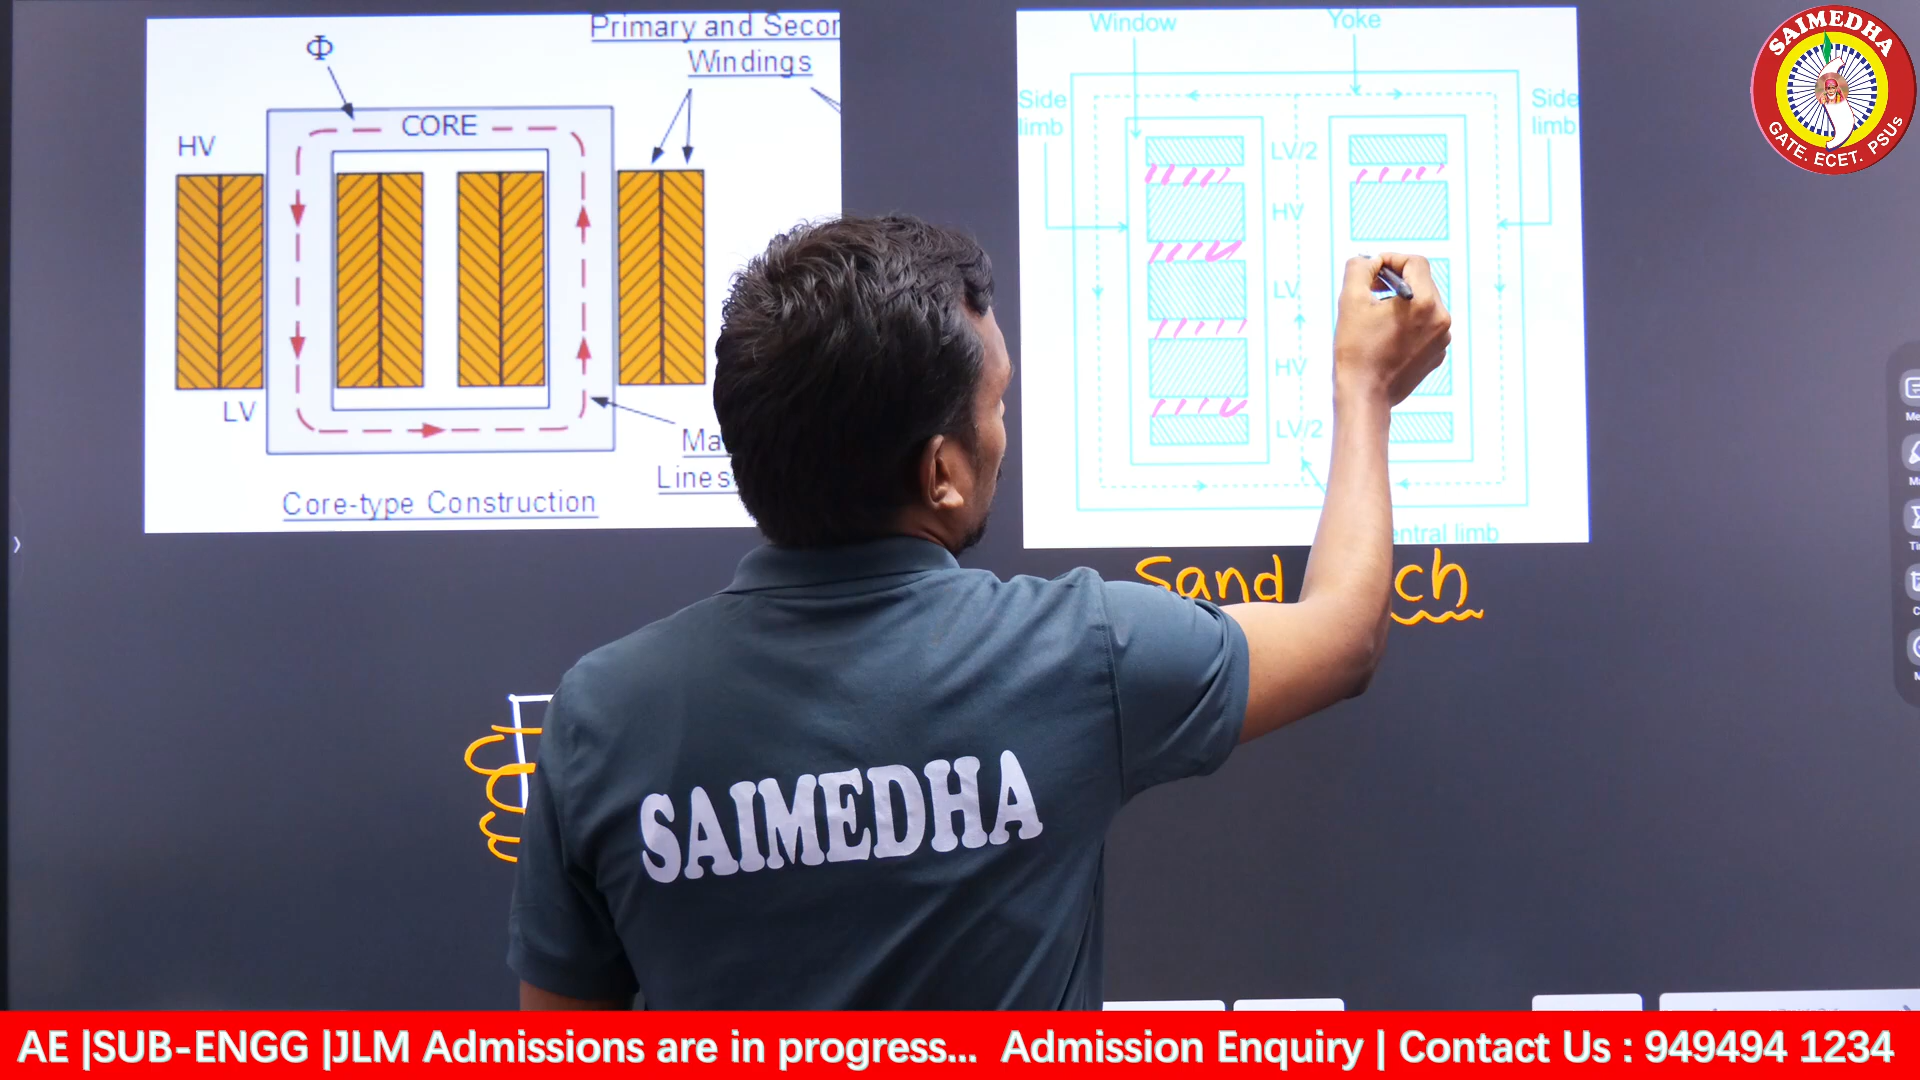 Φ
Primary and Secon
Windings
CORE
HV
LV
Ma
Lines
Core-type Construction
Window
Yoke
Side
limb
Side
limb
LV/2
HV
LV
HV
LV/2
entral limb
Sand ch
SAIMEDHA
GATE. ECET. PSUs
SAIMEDHA
AE |SUB-ENGG |JLM Admissions are in progress... Admission Enquiry | Contact Us : 949494 1234